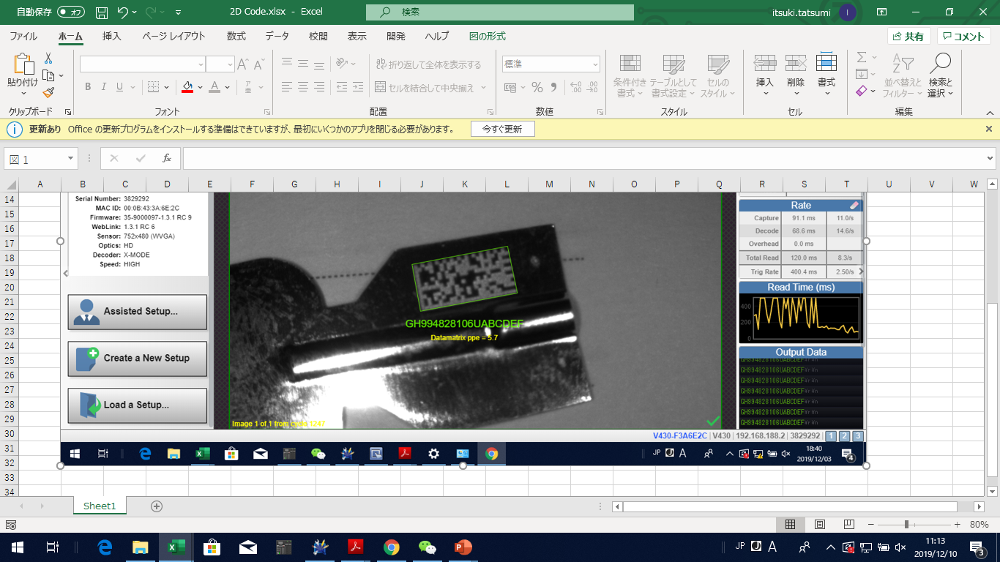 自動保存 オフ
2D Code.xlsx - Excel
検索
itsuki.tatsumi
I
ファイル ホーム 挿入 ページ レイアウト 数式 データ 校閲 表示 開発 ヘルプ 図の形式
共有 コメント
貼り付け
B I U
A A
A
折り返して全体を表示する
セルを結合して中央揃え
標準
%
条件付き書式
テーブルとして書式設定
セルのスタイル
挿入 削除 書式
並べ替えとフィルター
検索と選択
クリップボード フォント 配置 数値 スタイル セル 編集
更新あり Office の更新プログラムをインストールする準備はできていますが、最初にいくつかのアプリを閉じる必要があります。 今すぐ更新
図 1
fx
A B C D E F G H I J K L M N O P Q R S T U V W
14
15
16
17
18
19
20
21
22
23
24
25
26
27
28
29
30
31
32
33
34
Serial Number: 3829292
MAC ID: 00:0B:43:3A:6E:2C
Firmware: 35-9000097-1.3.1 RC 9
WebLink: 1.3.1 RC 6
Sensor: 752x480 (WVGA)
Optics: HD
Decoder: X-MODE
Speed: HIGH
Assisted Setup...
Create a New Setup
Load a Setup...
GH994828106UABCDEF
Datamatrix ppe = 5.7
Image 1 of 1 from cycle 1247
Rate
Capture 91.1 ms 11.0/s
Decode 68.6 ms 14.6/s
Overhead 0.0 ms
Total Read 120.0 ms 8.3/s
Trig Rate 400.4 ms 2.50/s
Read Time (ms)
400
200
0
Output Data
GH994828106UABCDEF¥r¥n
GH994828106UABCDEF¥r¥n
GH994828106UABCDEF¥r¥n
GH994828106UABCDEF¥r¥n
GH994828106UABCDEF¥r¥n
GH994828106UABCDEF¥r¥n
GH994828106UABCDEF¥r¥n
V430-F3A6E2C V430 192.168.188.2 3829292 1 2 3
JP A
18:40
2019/12/03
4
Sheet1
80%
JP A
11:13
2019/12/10
3